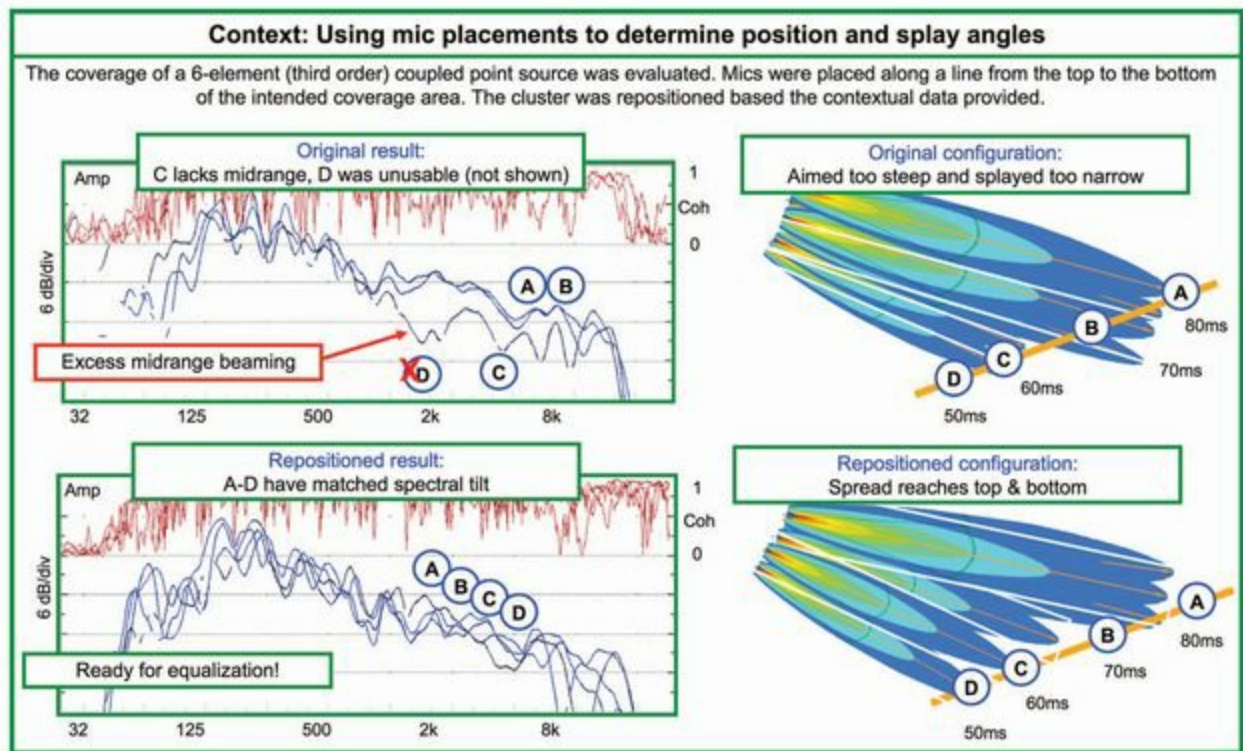 Context: Using mic placements to determine position and splay angles
The coverage of a 6-element (third order) coupled point source was evaluated. Mics were placed along a line from the top to the bottom
of the intended coverage area. The cluster was repositioned based the contextual data provided.
Original result:
C lacks midrange, D was unusable (not shown)
Amp
1
Coh
0
6 dB/div
A
B
Excess midrange beaming
X
D
C
32
125
500
2k
8k
Original configuration:
Aimed too steep and splayed too narrow
A
80ms
B
70ms
C
60ms
D
50ms
Repositioned result:
A-D have matched spectral tilt
Amp
1
Coh
0
6 dB/div
A
B
C
D
Ready for equalization!
32
125
500
2k
8k
Repositioned configuration:
Spread reaches top & bottom
A
80ms
B
70ms
C
60ms
D
50ms